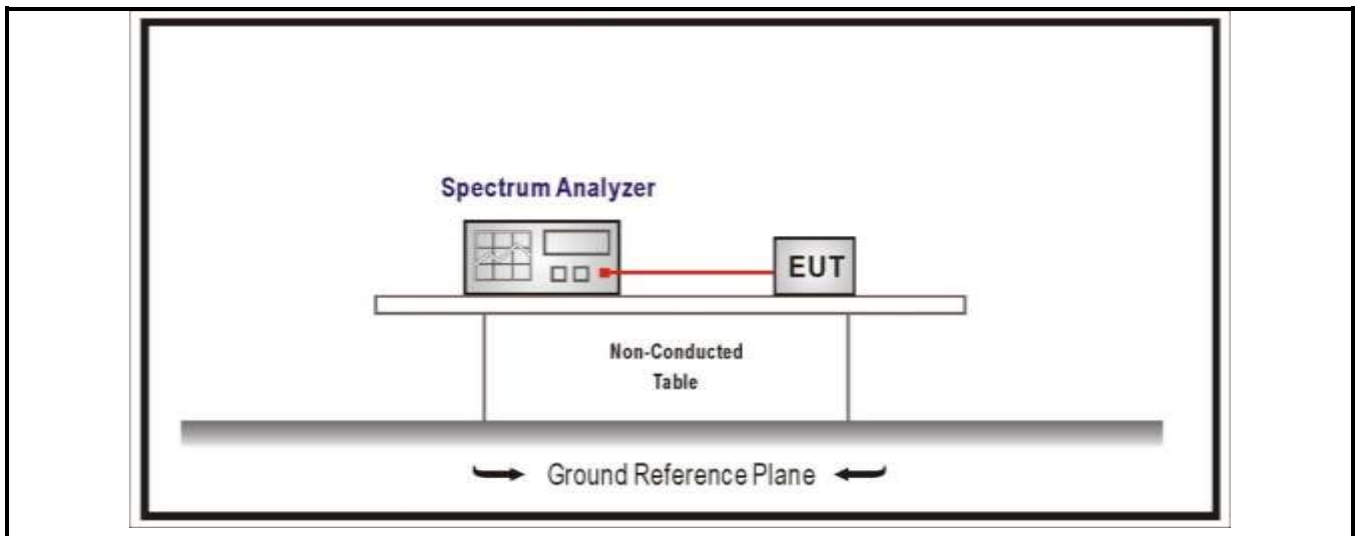 Spectrum Analyzer
EUT
Non-Conducted
Table
Ground Reference Plane